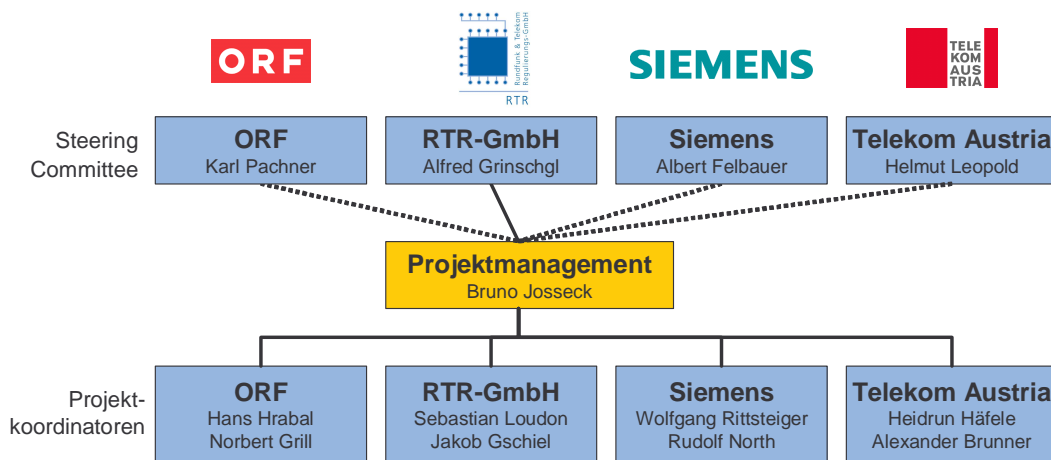 ORF
Rundfunk & Telekom
Regulierungs-GmbH
RTR
SIEMENS
TELE
KOM
AUS
TRIA
Steering
Committee
ORF
Karl Pachner
RTR-GmbH
Alfred Grinschgl
Siemens
Albert Felbauer
Telekom Austria
Helmut Leopold
Projektmanagement
Bruno Josseck
Projekt-
koordinatoren
ORF
Hans Hrabal
Norbert Grill
RTR-GmbH
Sebastian Loudon
Jakob Gschiel
Siemens
Wolfgang Rittsteiger
Rudolf North
Telekom Austria
Heidrun Häfele
Alexander Brunner